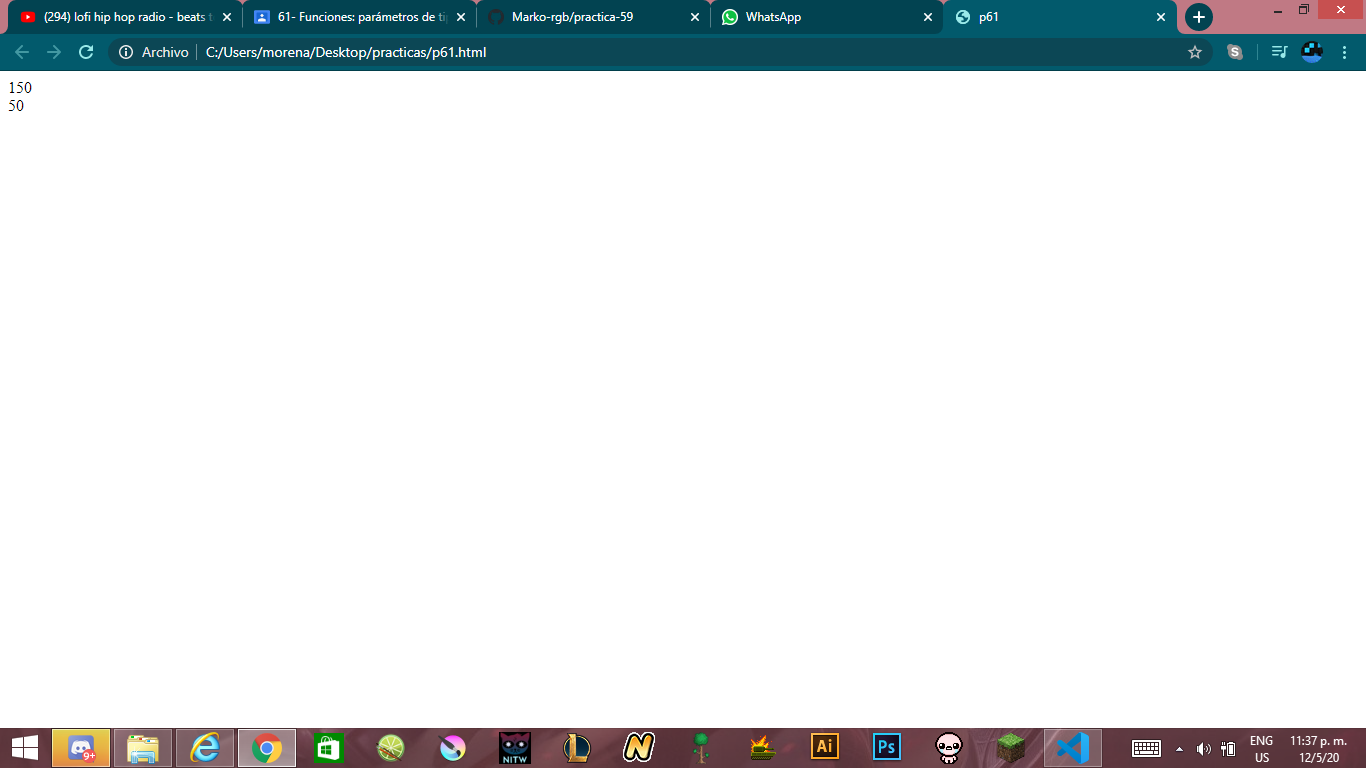 (294) lofi hip hop radio - beats t
61- Funciones: parámetros de ti
Marko-rgb/practica-59
WhatsApp
p61
Archivo
C:/Users/morena/Desktop/practicas/p61.html
S
150
50
9+
NITW
L
N
Ai
Ps
ENG
US
11:37 p. m.
12/5/20